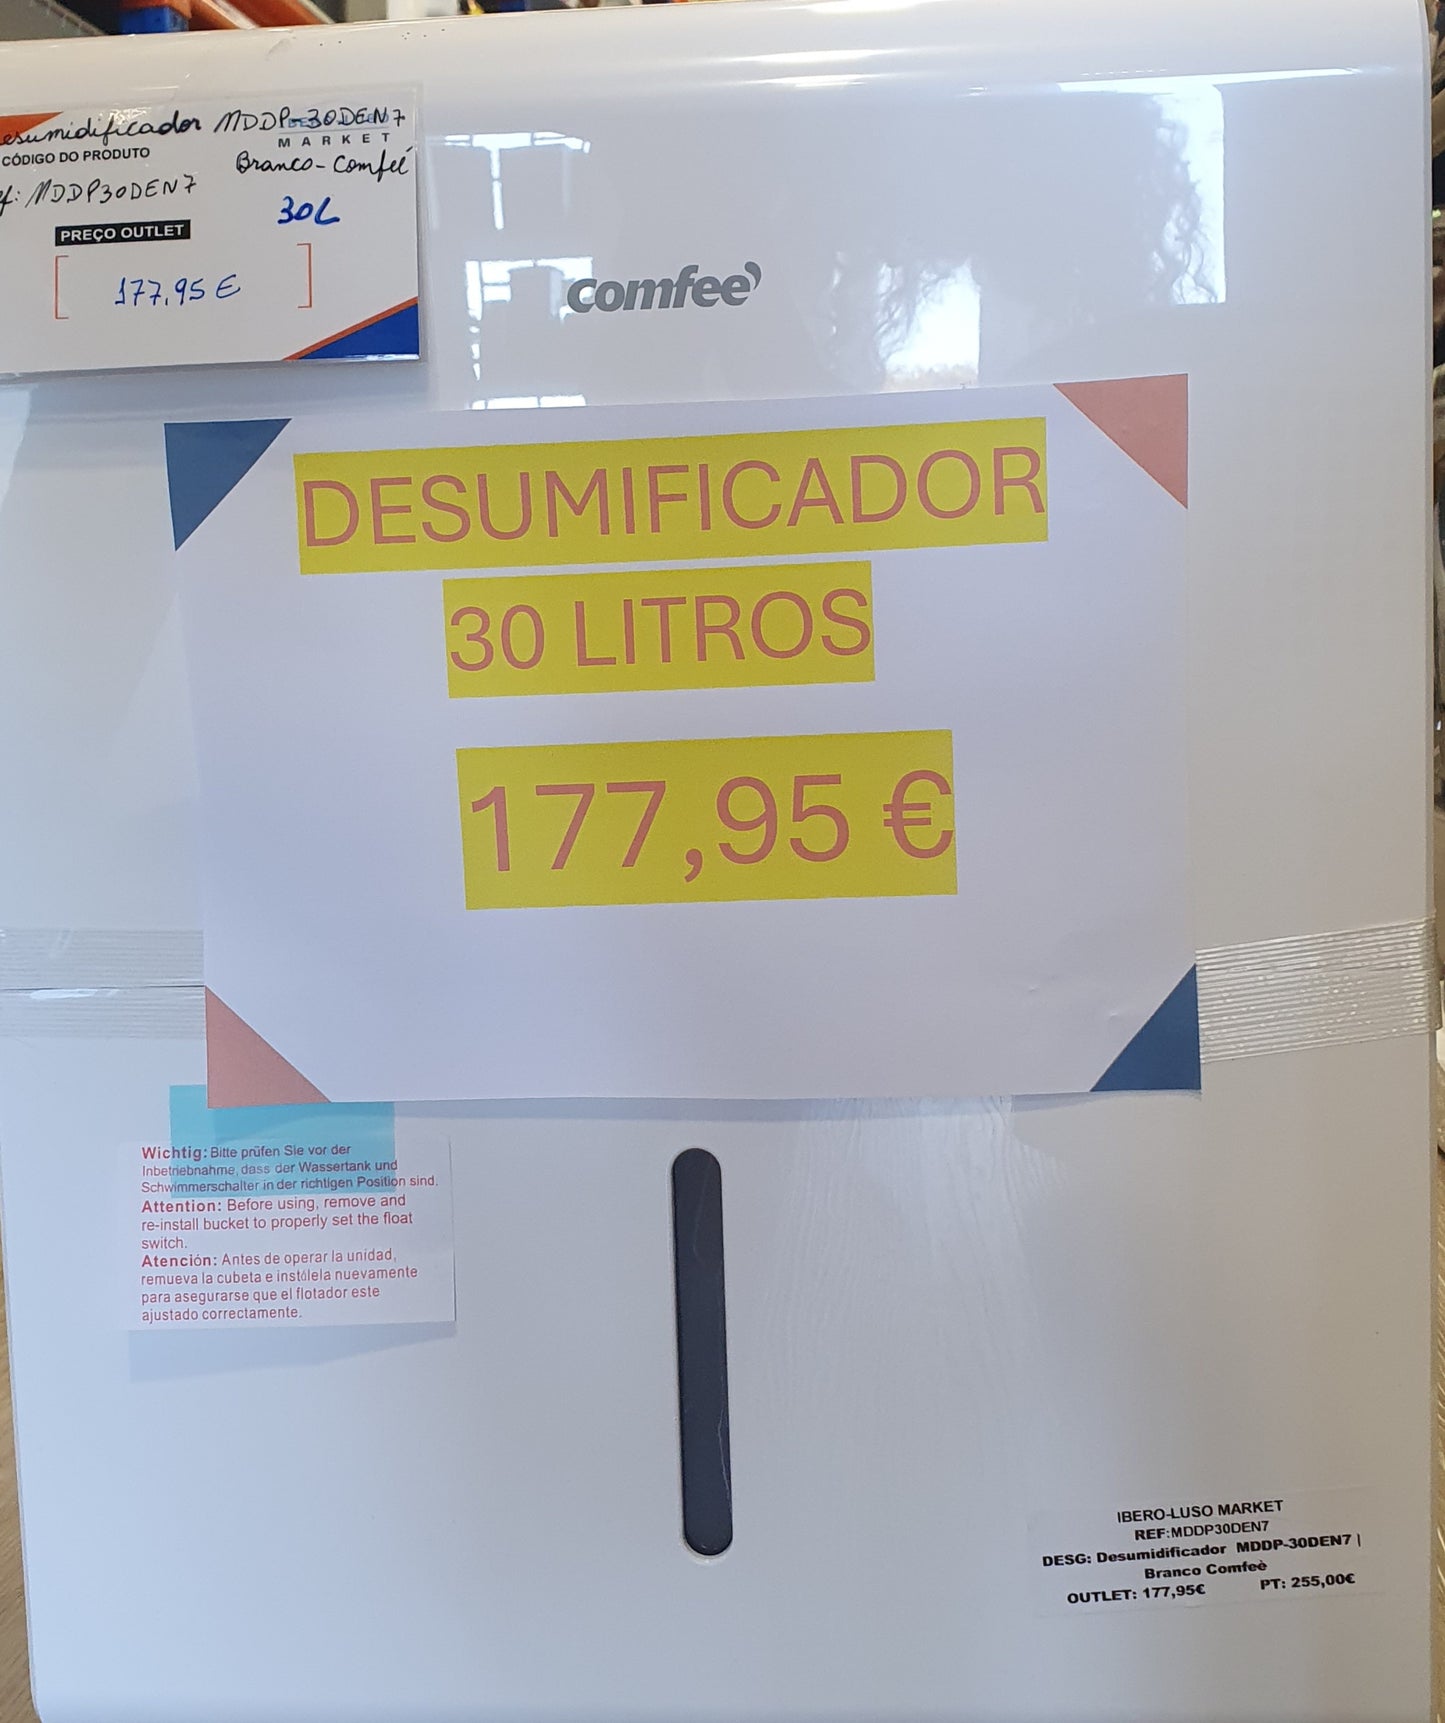 esumidificador MDDP-30DEN7
MARKET
CÓDIGO DO PRODUTO
Branco-Comfeé
f: MDDP30DEN7
30L
PREÇO OUTLET
177,95 €
comfee'
DESUMIFICADOR
30 LITROS
177,95 €
Wichtig: Bitte prüfen Sie vor der
Inbetriebnahme, dass der Wassertank und
Schwimmerschalter in der richtigen Position sind.
Attention: Before using, remove and
re-install bucket to properly set the float
switch.
Atención: Antes de operar la unidad,
remueva la cubeta e instálela nuevamente
para asegurarse que el flotador este
ajustado correctamente.
IBERO-LUSO MARKET
REF:MDDP30DEN7
DESG: Desumidificador MDDP-30DEN7 |
Branco Comfeè
OUTLET: 177,95€ PT: 255,00€